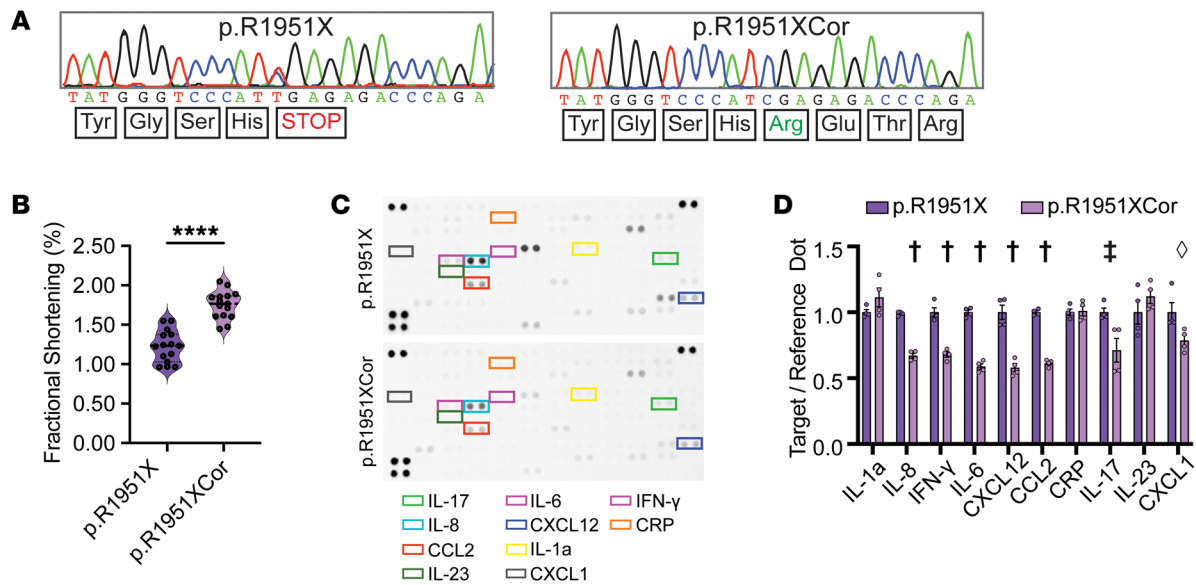 A
p.R1951X
TATGGGTCCCATTGAGAGACCCAGA
Tyr Gly Ser His STOP
p.R1951XCor
TATGGGTCCCATCGAGAGACCCAGA
Tyr Gly Ser His Arg Glu Thr Arg
B
****
Fractional Shortening (%)
2.50
2.00
1.50
1.00
0.50
0.00
p.R1951X
p.R1951XCor
C
p.R1951X
p.R1951XCor
IL-17 IL-6 IFN-γ
IL-8 CXCL12 CRP
CCL2 IL-1a
IL-23 CXCL1
D
p.R1951X p.R1951XCor
Target / Reference Dot
1.5
1.0
0.5
0.0
† † † † † ‡ ◊
IL-1a
IL-8
IFN-γ
IL-6
CXCL12
CCL2
CRP
IL-17
IL-23
CXCL1